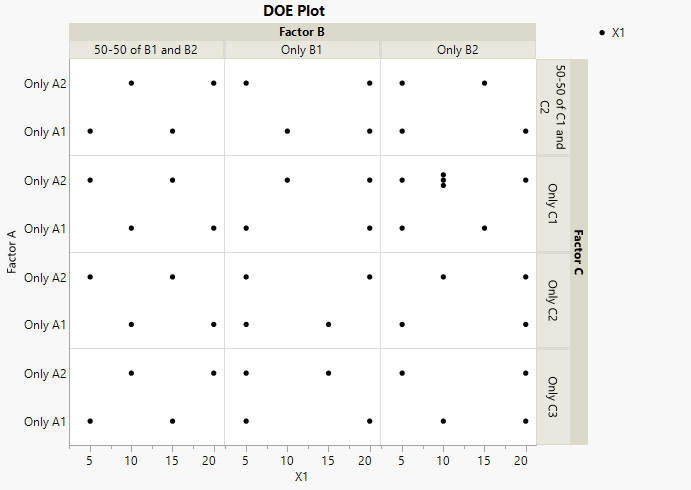 DOE Plot
Factor B
50-50 of B1 and B2 Only B1 Only B2
X1
Only A2
Only A1
50-50 of C1 and
C2
Only A2
Only A1
Only C1
Only A2
Only A1
Only C2
Only A2
Only A1
Only C3
Factor A
Factor C
5 10 15 20 5 10 15 20 5 10 15 20
X1